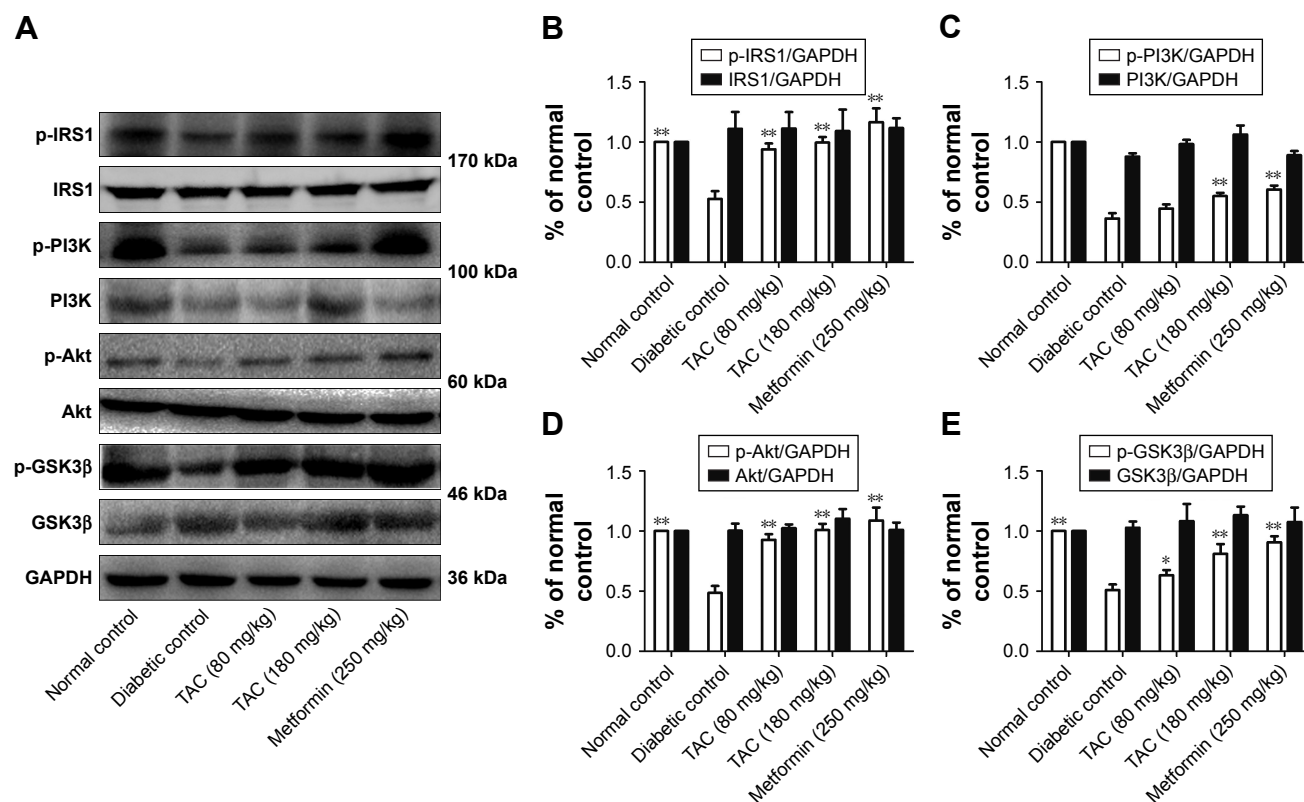 A
p-IRS1
170 kDa
IRS1
p-PI3K
100 kDa
PI3K
p-Akt
60 kDa
Akt
p-GSK3β
46 kDa
GSK3β
GAPDH
36 kDa
Normal control
Diabetic control
TAC (80 mg/kg)
TAC (180 mg/kg)
Metformin (250 mg/kg)
B
p-IRS1/GAPDH
IRS1/GAPDH
% of normal
control
1.5
1.0
0.5
0.0
**
**
**
**
Normal control
Diabetic control
TAC (80 mg/kg)
TAC (180 mg/kg)
Metformin (250 mg/kg)
C
p-PI3K/GAPDH
PI3K/GAPDH
% of normal
control
1.5
1.0
0.5
0.0
**
**
Normal control
Diabetic control
TAC (80 mg/kg)
TAC (180 mg/kg)
Metformin (250 mg/kg)
D
p-Akt/GAPDH
Akt/GAPDH
% of normal
control
1.5
1.0
0.5
0.0
**
**
**
**
Normal control
Diabetic control
TAC (80 mg/kg)
TAC (180 mg/kg)
Metformin (250 mg/kg)
E
p-GSK3β/GAPDH
GSK3β/GAPDH
% of normal
control
1.5
1.0
0.5
0.0
**
*
**
**
Normal control
Diabetic control
TAC (80 mg/kg)
TAC (180 mg/kg)
Metformin (250 mg/kg)